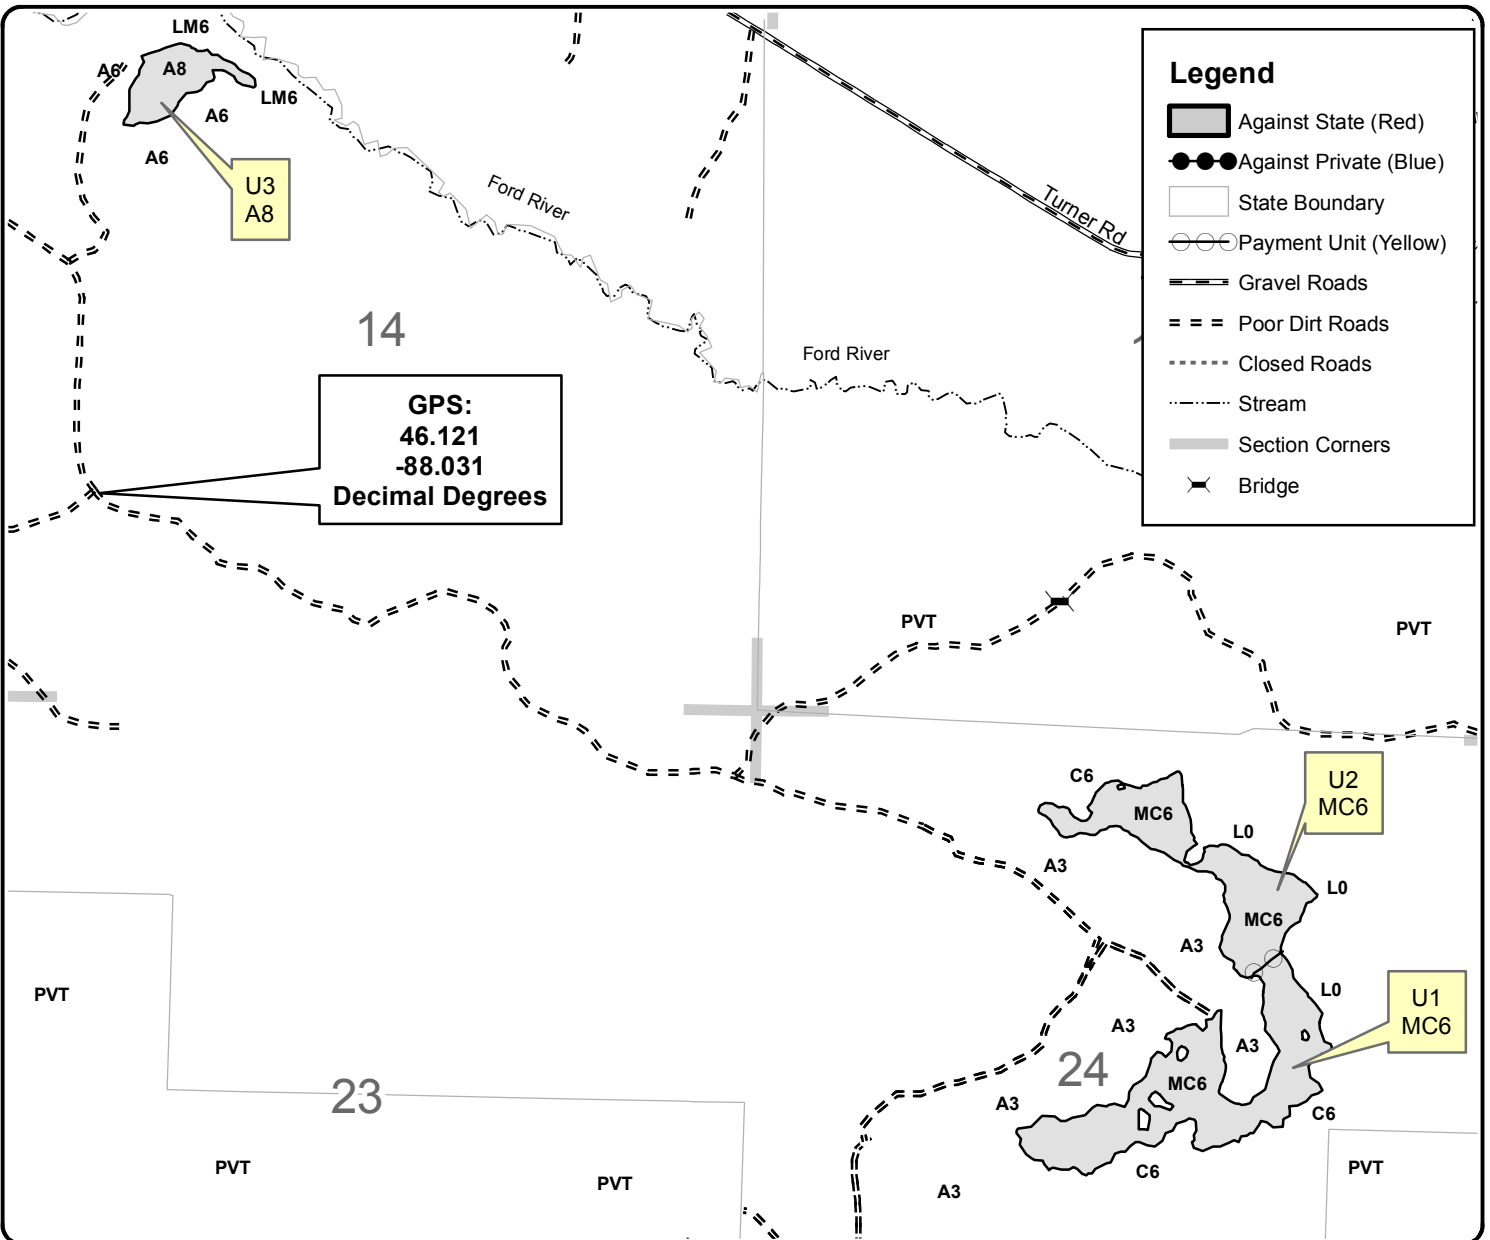 LM6
A6
A8
LM6
A6
A6
U3
A8
Ford River
Turner Rd
14
Ford River
GPS:
46.121
-88.031
Decimal Degrees
Legend
Against State (Red)
Against Private (Blue)
State Boundary
Payment Unit (Yellow)
Gravel Roads
Poor Dirt Roads
Closed Roads
Stream
Section Corners
Bridge
PVT
PVT
C6
MC6
U2
MC6
L0
A3
L0
MC6
A3
L0
U1
MC6
PVT
A3
A3
24
MC6
23
A3
C6
PVT
PVT
C6
PVT
A3